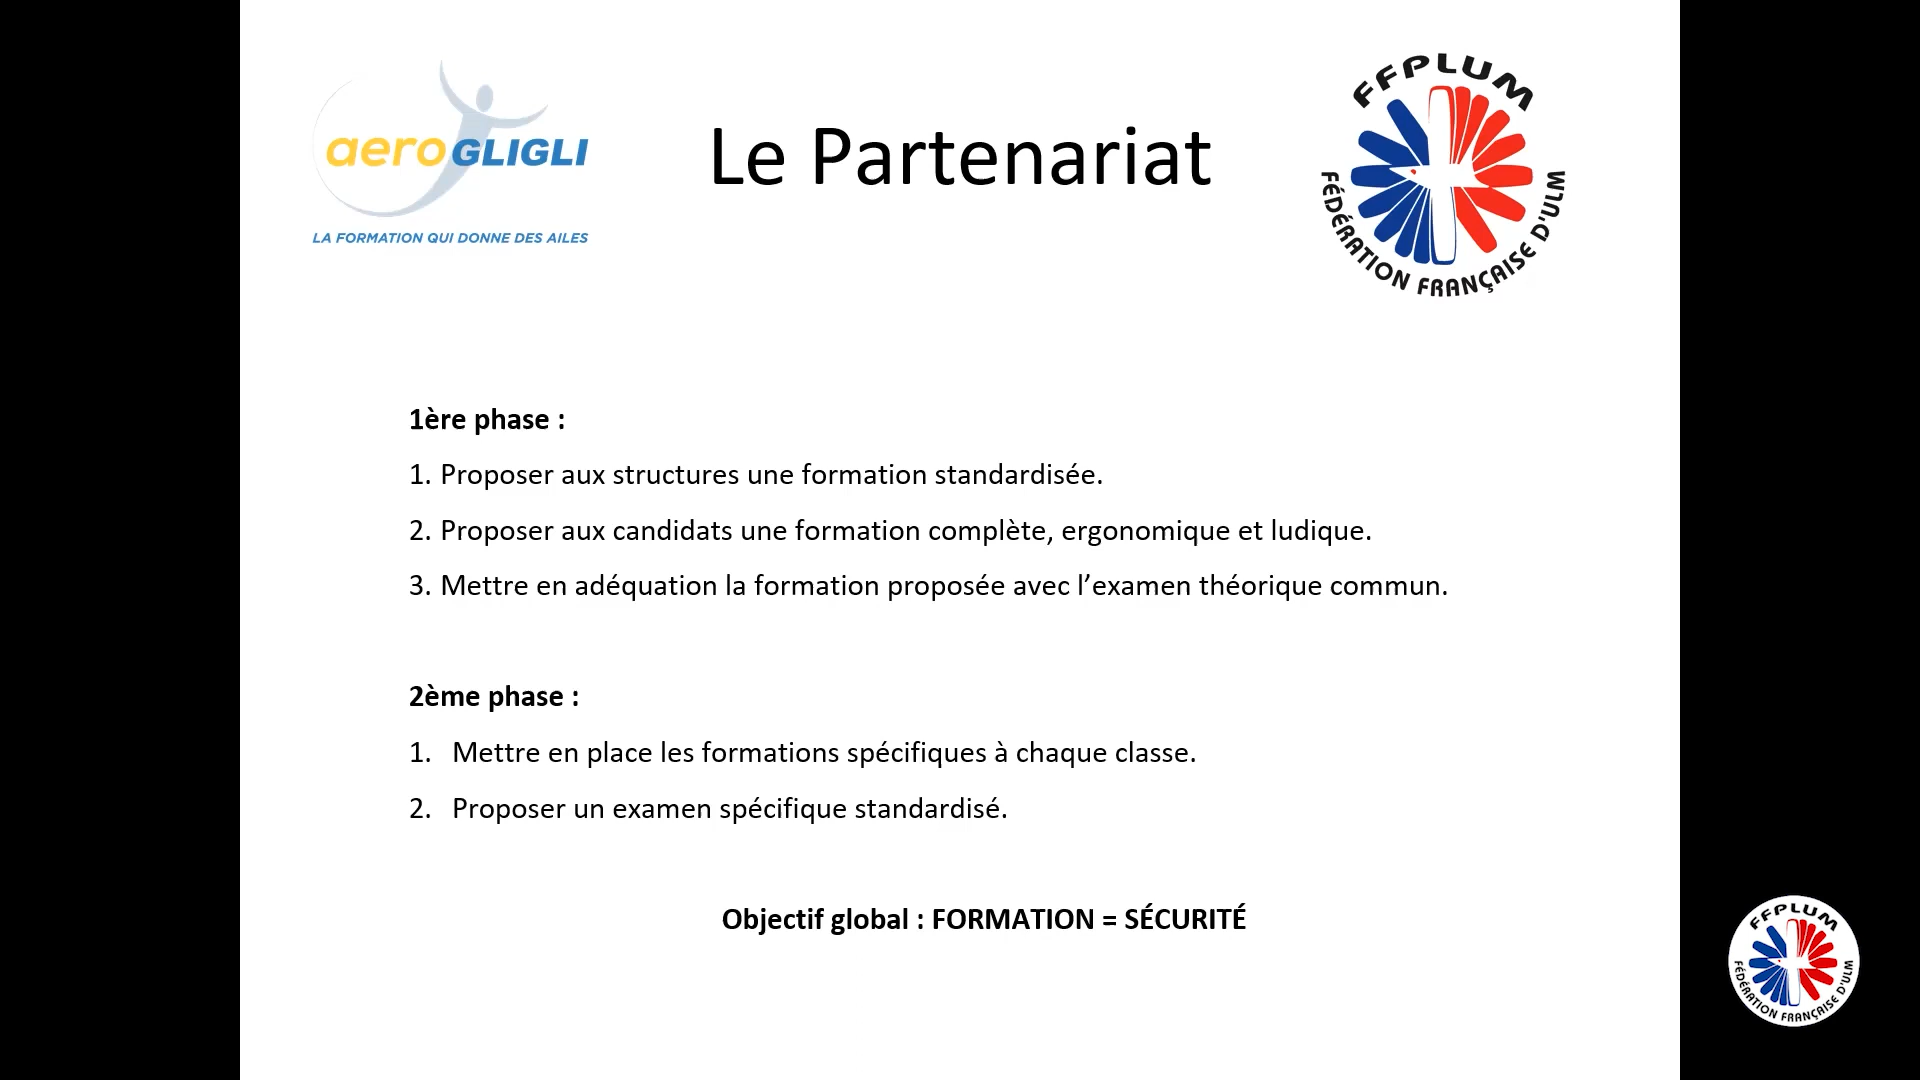 aeroGLIGLI
LA FORMATION QUI DONNE DES AILES
Le Partenariat
FFPLUM
FÉDÉRATION FRANÇAISE D'ULM
1ère phase :
1. Proposer aux structures une formation standardisée.
2. Proposer aux candidats une formation complète, ergonomique et ludique.
3. Mettre en adéquation la formation proposée avec l’examen théorique commun.
2ème phase :
1. Mettre en place les formations spécifiques à chaque classe.
2. Proposer un examen spécifique standardisé.
Objectif global : FORMATION = SÉCURITÉ
FFPLUM
FÉDÉRATION FRANÇAISE D'ULM